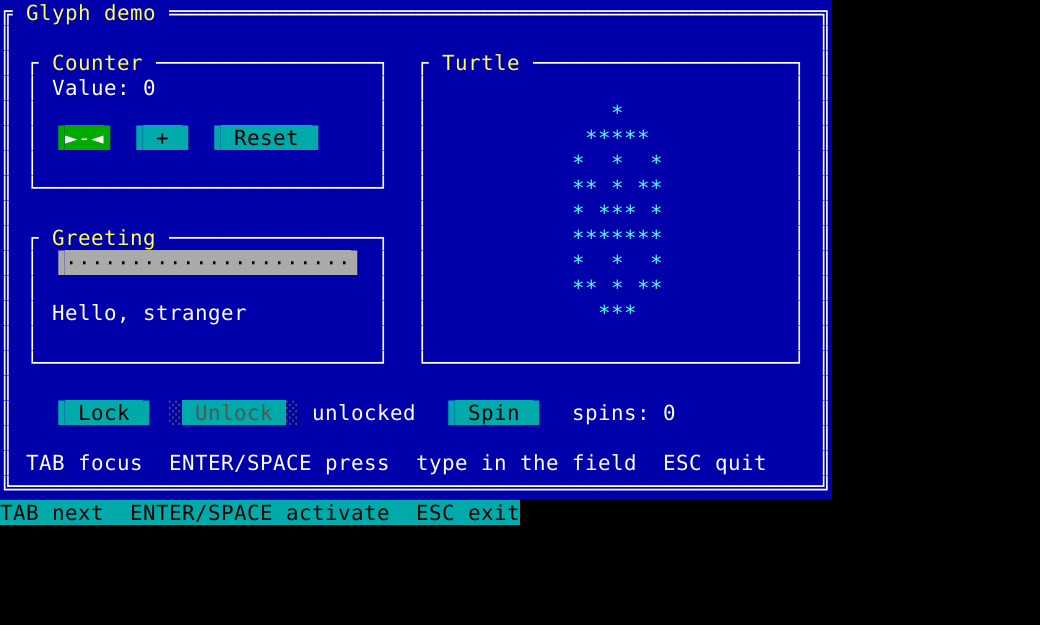 Glyph demo
Counter
Value: 0
►-◄ + Reset
Greeting
······················
Hello, stranger
Turtle
*
*****
*  *  *
** * **
* *** *
*******
*  *  *
** * **
***
Lock Unlock unlocked Spin spins: 0
TAB focus  ENTER/SPACE press  type in the field  ESC quit
TAB next  ENTER/SPACE activate  ESC exit